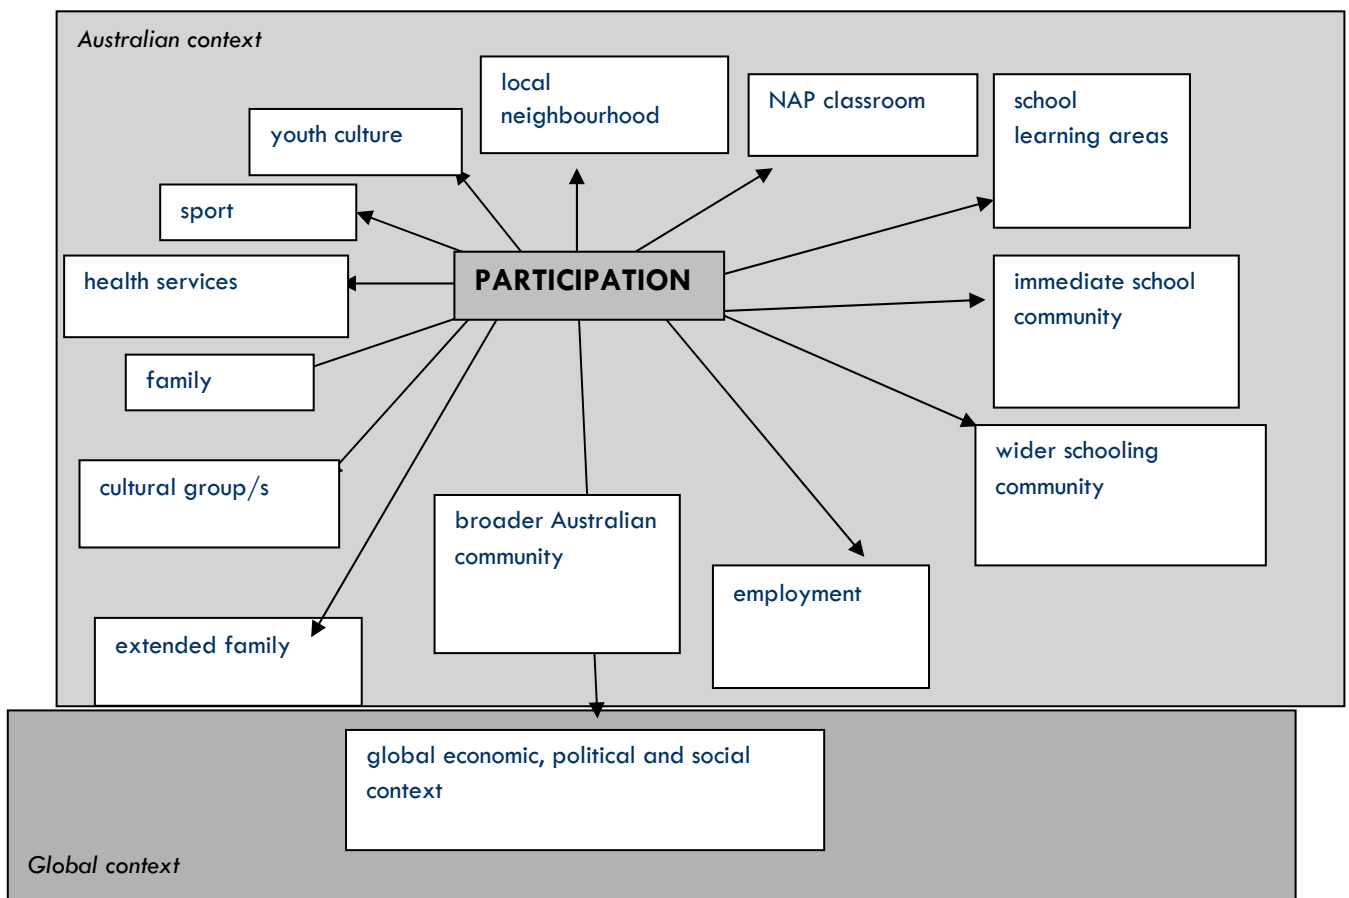 Australian context
local
neighbourhood
NAP classroom
school
learning areas
youth culture
sport
health services
PARTICIPATION
immediate school
community
family
wider schooling
community
cultural group/s
broader Australian
community
employment
extended family
global economic, political and social
context
Global context